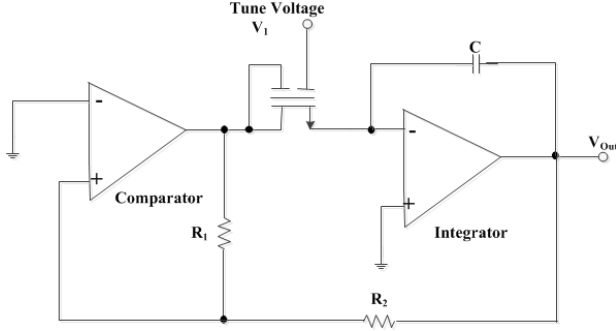 Tune Voltage
V1
C
-
-
VOut
+
Comparator
+
R1
Integrator
R2